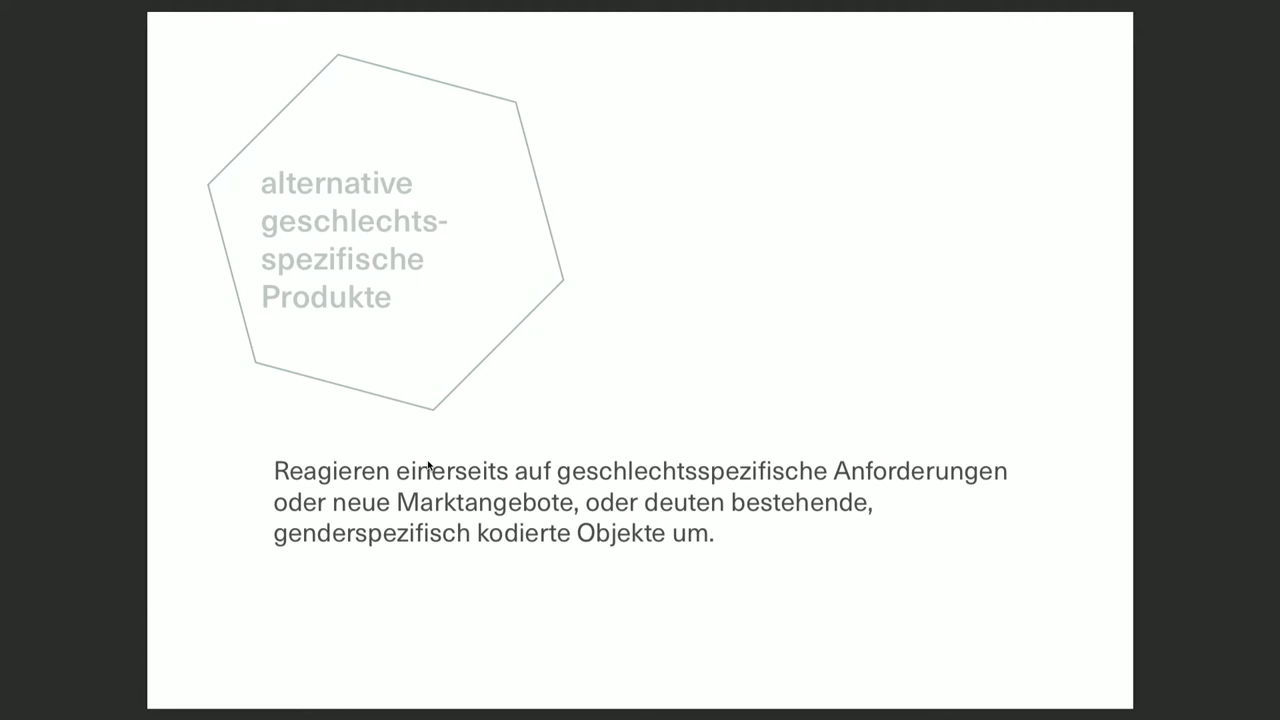 alternative
geschlechts-
spezifische
Produkte
Reagieren einerseits auf geschlechtsspezifische Anforderungen
oder neue Marktangebote, oder deuten bestehende,
genderspezifisch kodierte Objekte um.